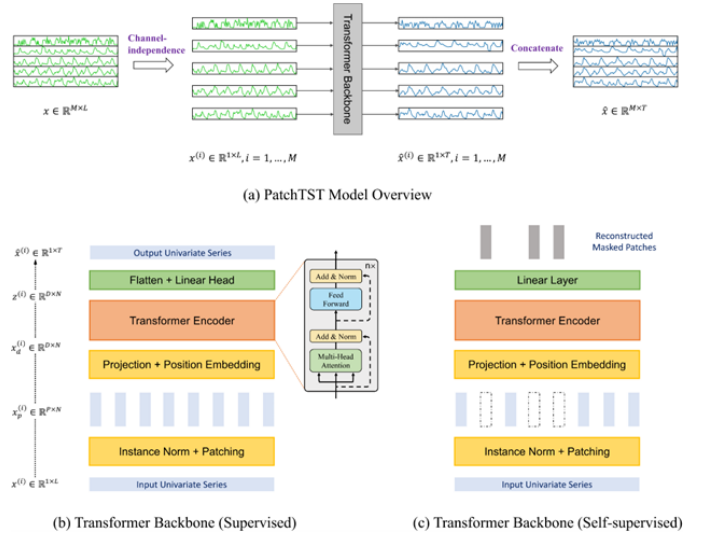 Channel-
independence
Transformer Backbone
Concatenate
x ∈ ℝ^{M×L}
x̂ ∈ ℝ^{M×T}
x^{(i)} ∈ ℝ^{1×L}, i = 1, ..., M
x̂^{(i)} ∈ ℝ^{1×T}, i = 1, ..., M
(a) PatchTST Model Overview
x̂^{(i)} ∈ ℝ^{1×T}
z^{(i)} ∈ ℝ^{D×N}
x_d^{(i)} ∈ ℝ^{D×N}
x_p^{(i)} ∈ ℝ^{P×N}
x^{(i)} ∈ ℝ^{1×L}
Output Univariate Series
Flatten + Linear Head
Transformer Encoder
Projection + Position Embedding
Instance Norm + Patching
Input Univariate Series
n×
Add & Norm
Feed
Forward
Add & Norm
Multi-Head
Attention
(b) Transformer Backbone (Supervised)
Reconstructed
Masked Patches
Linear Layer
Transformer Encoder
Projection + Position Embedding
Instance Norm + Patching
Input Univariate Series
(c) Transformer Backbone (Self-supervised)